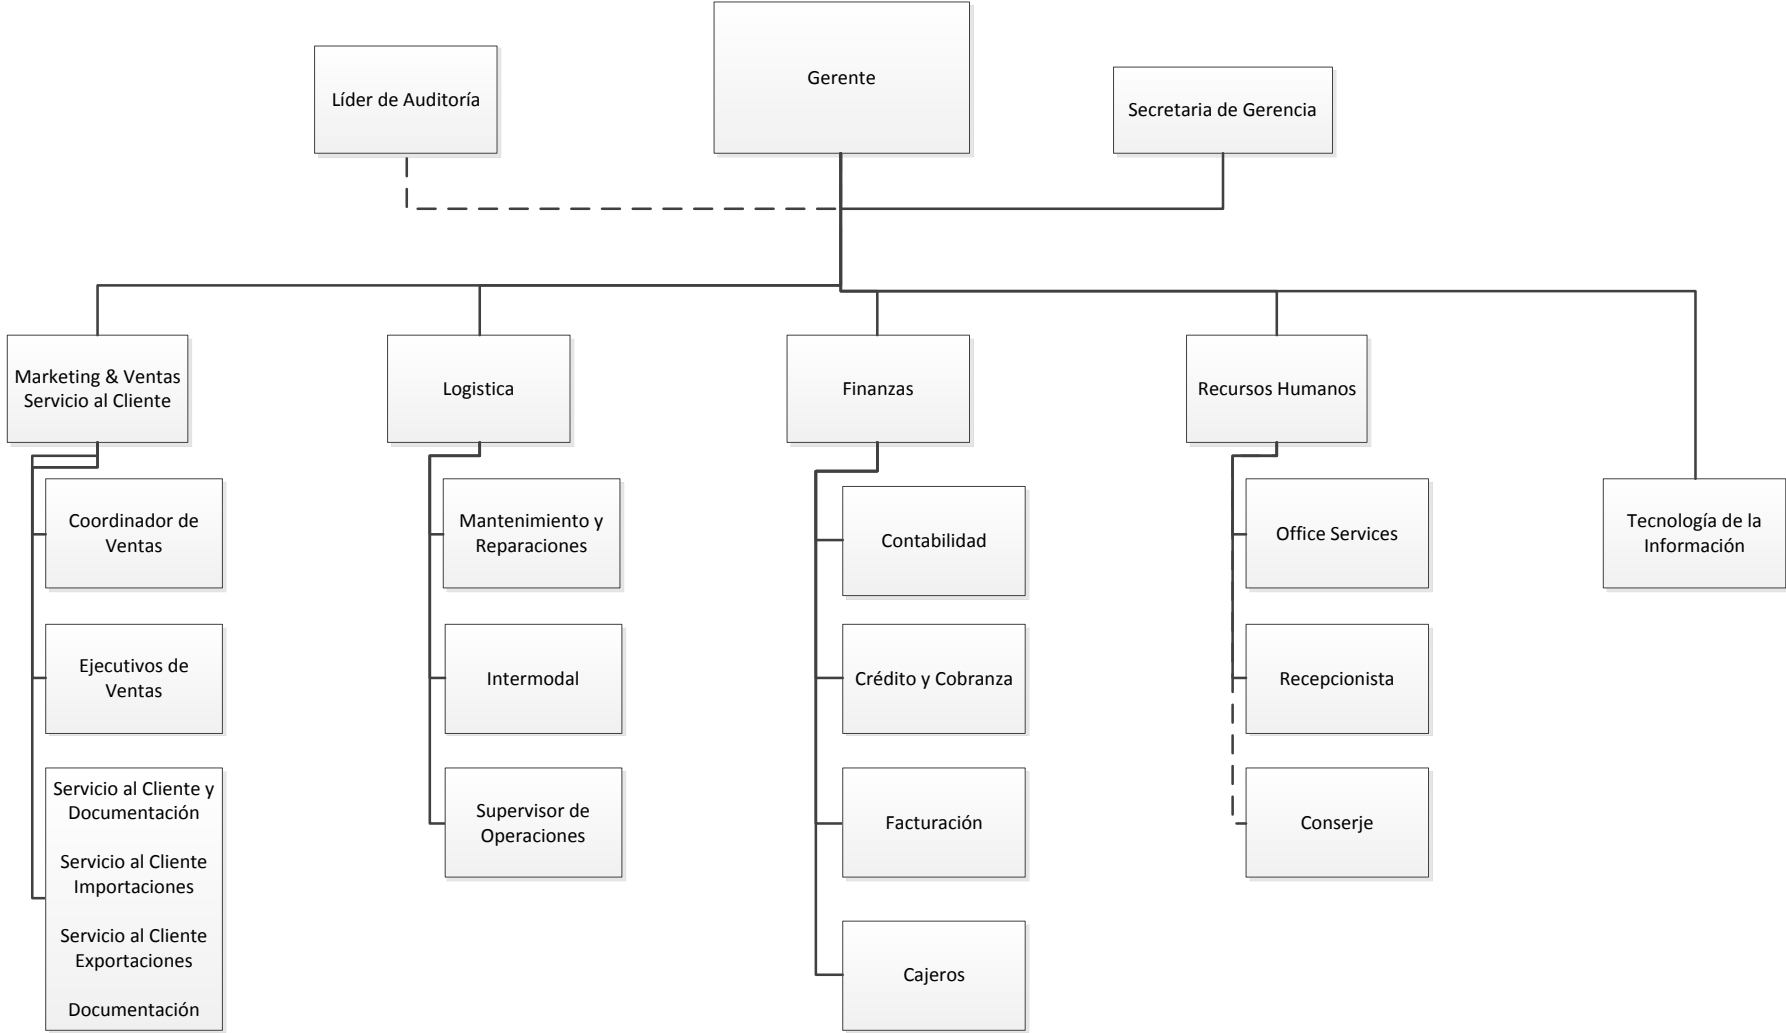 Gerente
Líder de Auditoría
Secretaria de Gerencia
Marketing & Ventas
Servicio al Cliente
Logistica
Finanzas
Recursos Humanos
Tecnología de la
Información
Coordinador de
Ventas
Ejecutivos de
Ventas
Servicio al Cliente y
Documentación
Servicio al Cliente
Importaciones
Servicio al Cliente
Exportaciones
Documentación
Mantenimiento y
Reparaciones
Intermodal
Supervisor de
Operaciones
Contabilidad
Crédito y Cobranza
Facturación
Cajeros
Office Services
Recepcionista
Conserje